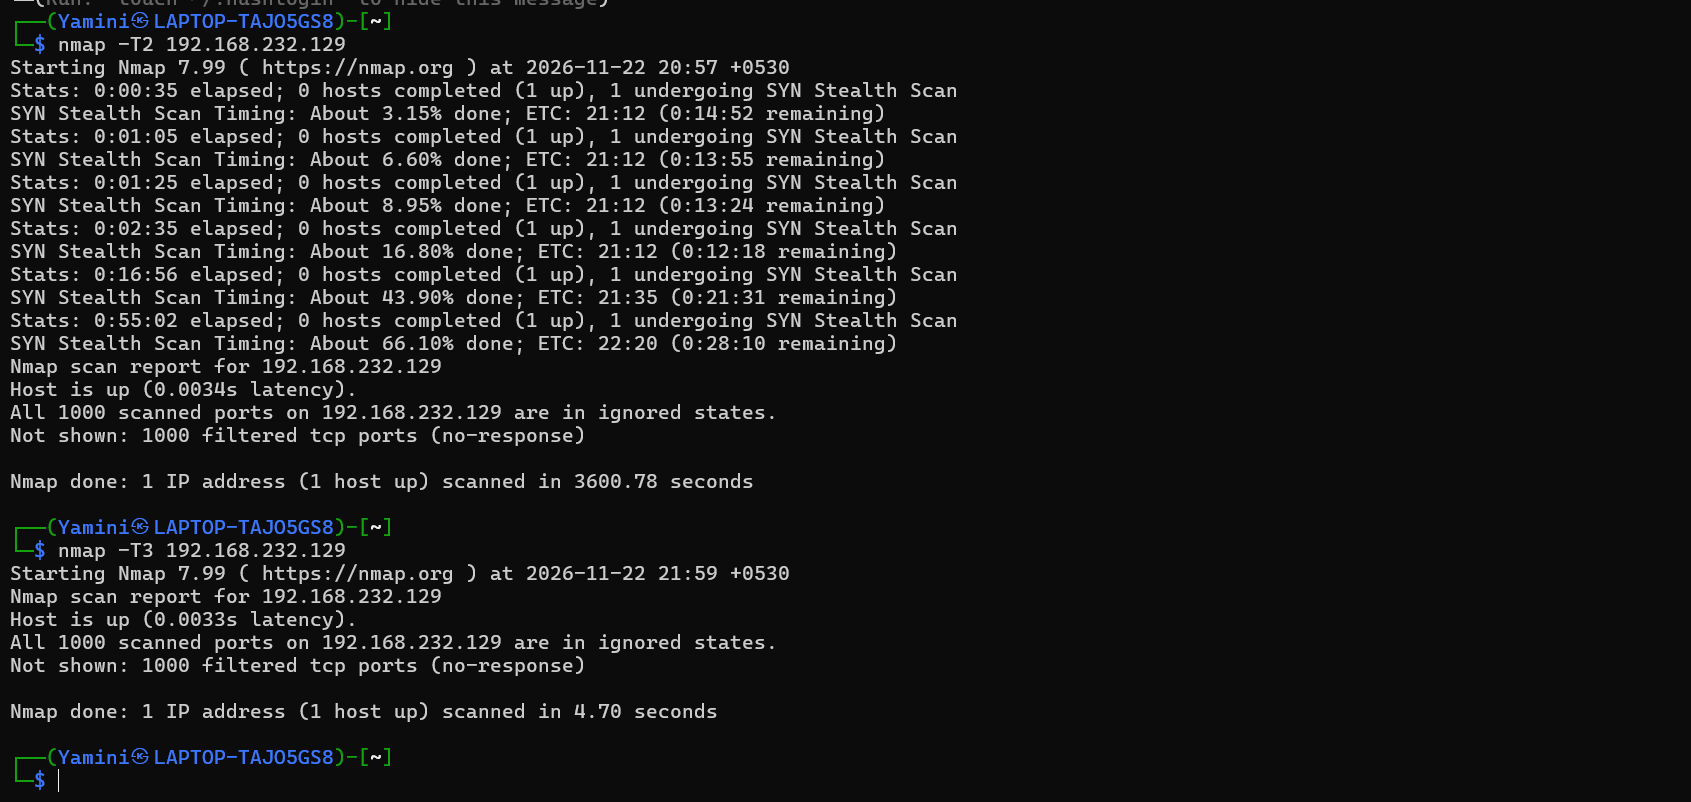 to hide this message)
┌──(Yamini㉿LAPTOP-TAJO5GS8)-[~]
└─$ nmap -T2 192.168.232.129
Starting Nmap 7.99 ( https://nmap.org ) at 2026-11-22 20:57 +0530
Stats: 0:00:35 elapsed; 0 hosts completed (1 up), 1 undergoing SYN Stealth Scan
SYN Stealth Scan Timing: About 3.15% done; ETC: 21:12 (0:14:52 remaining)
Stats: 0:01:05 elapsed; 0 hosts completed (1 up), 1 undergoing SYN Stealth Scan
SYN Stealth Scan Timing: About 6.60% done; ETC: 21:12 (0:13:55 remaining)
Stats: 0:01:25 elapsed; 0 hosts completed (1 up), 1 undergoing SYN Stealth Scan
SYN Stealth Scan Timing: About 8.95% done; ETC: 21:12 (0:13:24 remaining)
Stats: 0:02:35 elapsed; 0 hosts completed (1 up), 1 undergoing SYN Stealth Scan
SYN Stealth Scan Timing: About 16.80% done; ETC: 21:12 (0:12:18 remaining)
Stats: 0:16:56 elapsed; 0 hosts completed (1 up), 1 undergoing SYN Stealth Scan
SYN Stealth Scan Timing: About 43.90% done; ETC: 21:35 (0:21:31 remaining)
Stats: 0:55:02 elapsed; 0 hosts completed (1 up), 1 undergoing SYN Stealth Scan
SYN Stealth Scan Timing: About 66.10% done; ETC: 22:20 (0:28:10 remaining)
Nmap scan report for 192.168.232.129
Host is up (0.0034s latency).
All 1000 scanned ports on 192.168.232.129 are in ignored states.
Not shown: 1000 filtered tcp ports (no-response)
Nmap done: 1 IP address (1 host up) scanned in 3600.78 seconds
┌──(Yamini㉿LAPTOP-TAJO5GS8)-[~]
└─$ nmap -T3 192.168.232.129
Starting Nmap 7.99 ( https://nmap.org ) at 2026-11-22 21:59 +0530
Nmap scan report for 192.168.232.129
Host is up (0.0033s latency).
All 1000 scanned ports on 192.168.232.129 are in ignored states.
Not shown: 1000 filtered tcp ports (no-response)
Nmap done: 1 IP address (1 host up) scanned in 4.70 seconds
┌──(Yamini㉿LAPTOP-TAJO5GS8)-[~]
└─$